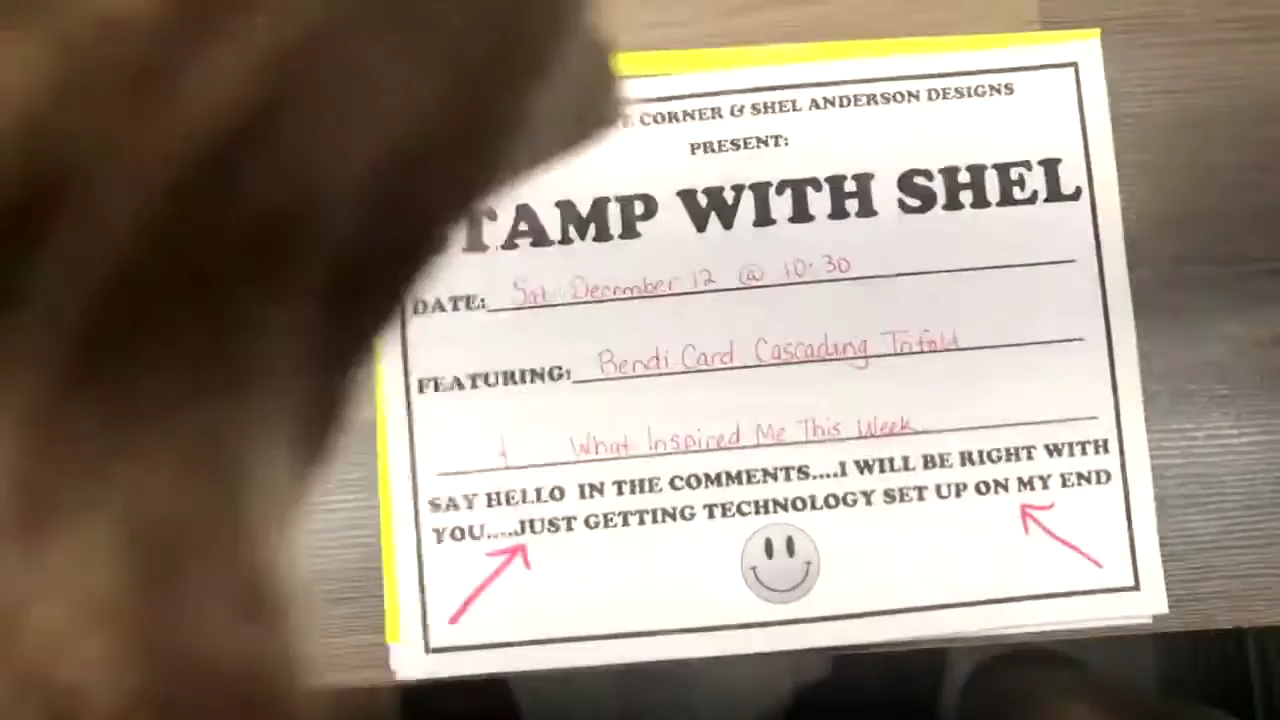 CORNER & SHEL ANDERSON DESIGNS
PRESENT:
TAMP WITH SHEL
DATE: Sat December 12 @ 10:30
FEATURING: Bendi Card Cascading Trifold
What Inspired Me This Week
SAY HELLO IN THE COMMENTS....I WILL BE RIGHT WITH
YOU....JUST GETTING TECHNOLOGY SET UP ON MY END